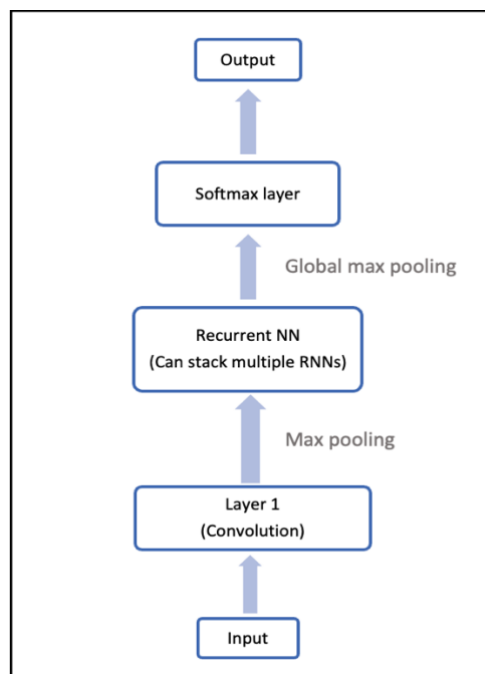 Output
Softmax layer
Global max pooling
Recurrent NN
(Can stack multiple RNNs)
Max pooling
Layer 1
(Convolution)
Input